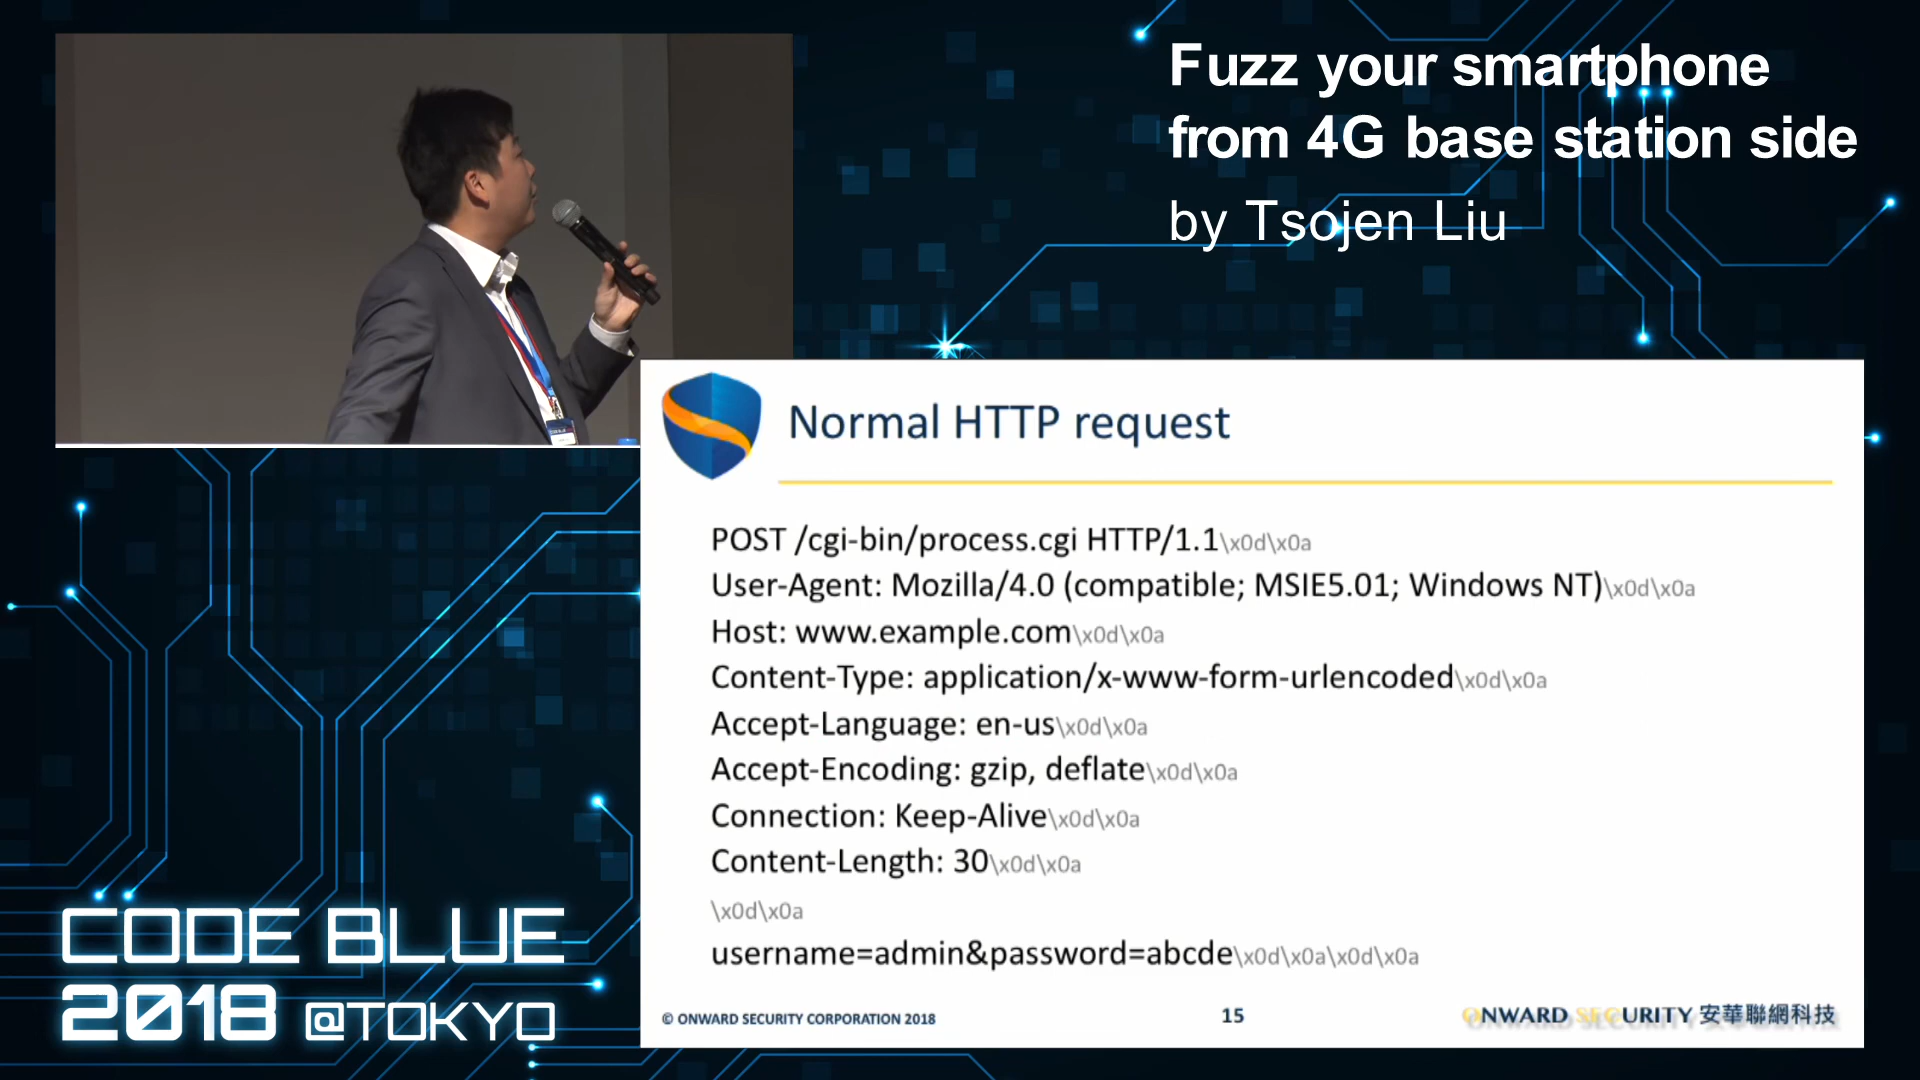 Fuzz your smartphone
from 4G base station side
by Tsojen Liu
Normal HTTP request
POST /cgi-bin/process.cgi HTTP/1.1\x0d\x0a
User-Agent: Mozilla/4.0 (compatible; MSIE5.01; Windows NT)\x0d\x0a
Host: www.example.com\x0d\x0a
Content-Type: application/x-www-form-urlencoded\x0d\x0a
Accept-Language: en-us\x0d\x0a
Accept-Encoding: gzip, deflate\x0d\x0a
Connection: Keep-Alive\x0d\x0a
Content-Length: 30\x0d\x0a
\x0d\x0a
username=admin&password=abcde\x0d\x0a\x0d\x0a
© ONWARD SECURITY CORPORATION 2018
15
ONWARD SECURITY 安華聯網科技
CODE BLUE
2018 @TOKYO